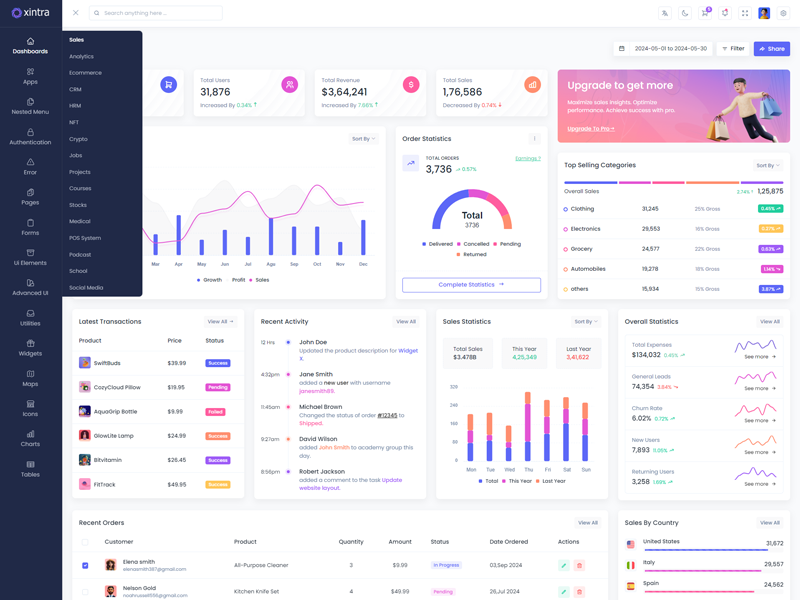 xintra
Search anything here ...
5
Dashboards
Apps
Nested Menu
Authentication
Error
Pages
Forms
Ui Elements
Advanced Ui
Utilities
Widgets
Maps
Icons
Charts
Tables
Sales
Analytics
Ecommerce
CRM
HRM
NFT
Crypto
Jobs
Projects
Courses
Stocks
Medical
POS System
Podcast
School
Social Media
2024-05-01 to 2024-05-30
Filter
Share
Total Users
31,876
Increased By 0.34%
Total Revenue
$3,64,241
Increased By 7.66%
Total Sales
1,76,586
Decreased By 0.74%
Upgrade to get more
Maximize sales insights. Optimize
performance. Achieve success with pro.
Upgrade To Pro
Sort By
Mar Apr May Jun Jul Agu Sep Oct Nov Dec
Growth Profit Sales
Order Statistics
TOTAL ORDERS
3,736 0.57%
Earnings ?
Total
3736
Delivered Cancelled Pending
Returned
Complete Statistics
Top Selling Categories
Sort By
Overall Sales 2.74% 1,25,875
Clothing 31,245 25% Gross 0.45%
Electronics 29,553 16% Gross
Grocery 24,577 22% Gross 0.63%
Automobiles 19,278 18% Gross 1.14%
others 15,934 15% Gross 3.87%
Latest Transactions
View All
Product Price Status
SwiftBuds $39.99 Success
CozyCloud Pillow $19.95 Pending
AquaGrip Bottle $9.99 Failed
GlowLite Lamp $24.99 Success
Bitvitamin $26.45 Success
FitTrack $49.95 Success
Recent Activity
View All
12 Hrs
John Doe
Updated the product description for Widget
X.
4:32pm
Jane Smith
added a new user with username
janesmith89.
11:45am
Michael Brown
Changed the status of order #12345 to
Shipped.
9:27am
David Wilson
added John Smith to academy group this
day.
8:56pm
Robert Jackson
added a comment to the task Update
website layout.
Sales Statistics
Sort By
Total Sales
$3.478B
This Year
4,25,349
Last Year
3,41,622
326
240
160
80
0
Mon Tue Wed Thu Fri Sat Sun
Total This Year Last Year
Overall Statistics
View All
Total Expenses
$134,032 0.45%
See more
General Leads
74,354 3.84%
See more
Churn Rate
6.02% 0.72%
See more
New Users
7,893
See more
Returning Users
3,258 1.69%
See more
Recent Orders
View All
Customer Product Quantity Amount Status Date Ordered Actions
Elena smith
elenasmith387@gmail.com
All-Purpose Cleaner 3 $9.99 In Progress 03,Sep 2024
Nelson Gold
noahrussell556@gmail.com
Kitchen Knife Set 4 $49.99 Pending 26,Jul 2024
Sales By Country
View All
United States 31,672
Italy 29,557
Spain 24,562